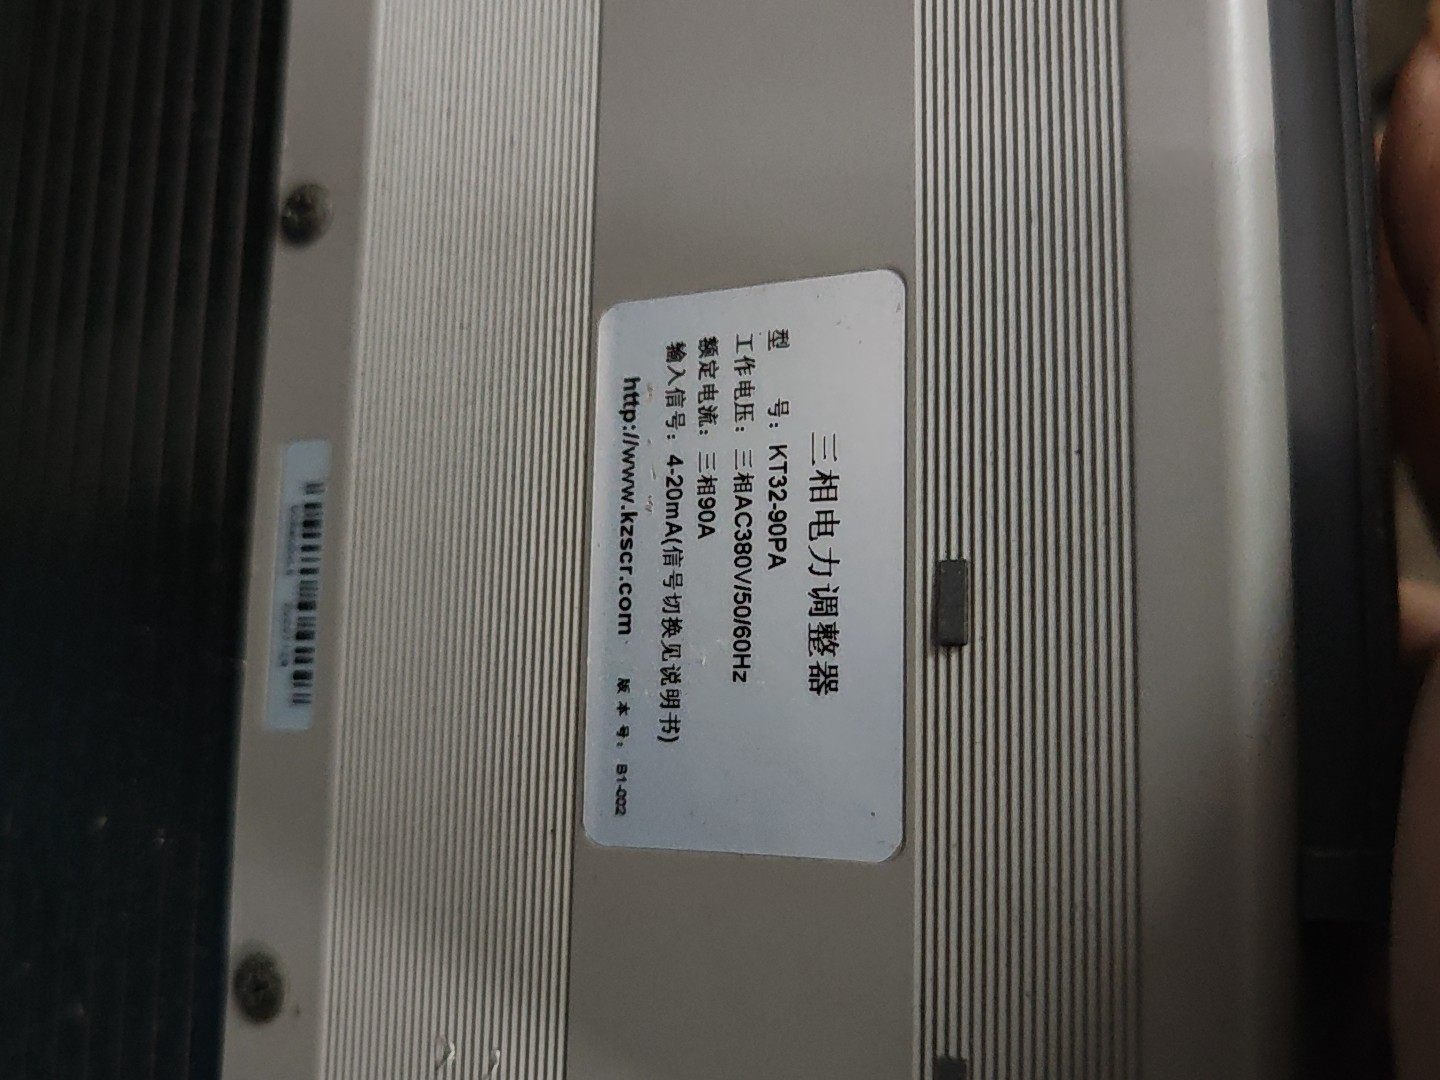 三相电力调整器
型 号：KT32-90PA
工作电压：三相AC380V/50/60Hz
额定电流：三相90A
输入信号：4-20mA(信号切换见说明书)
http://www.kzscr.com 版本号：B1-002